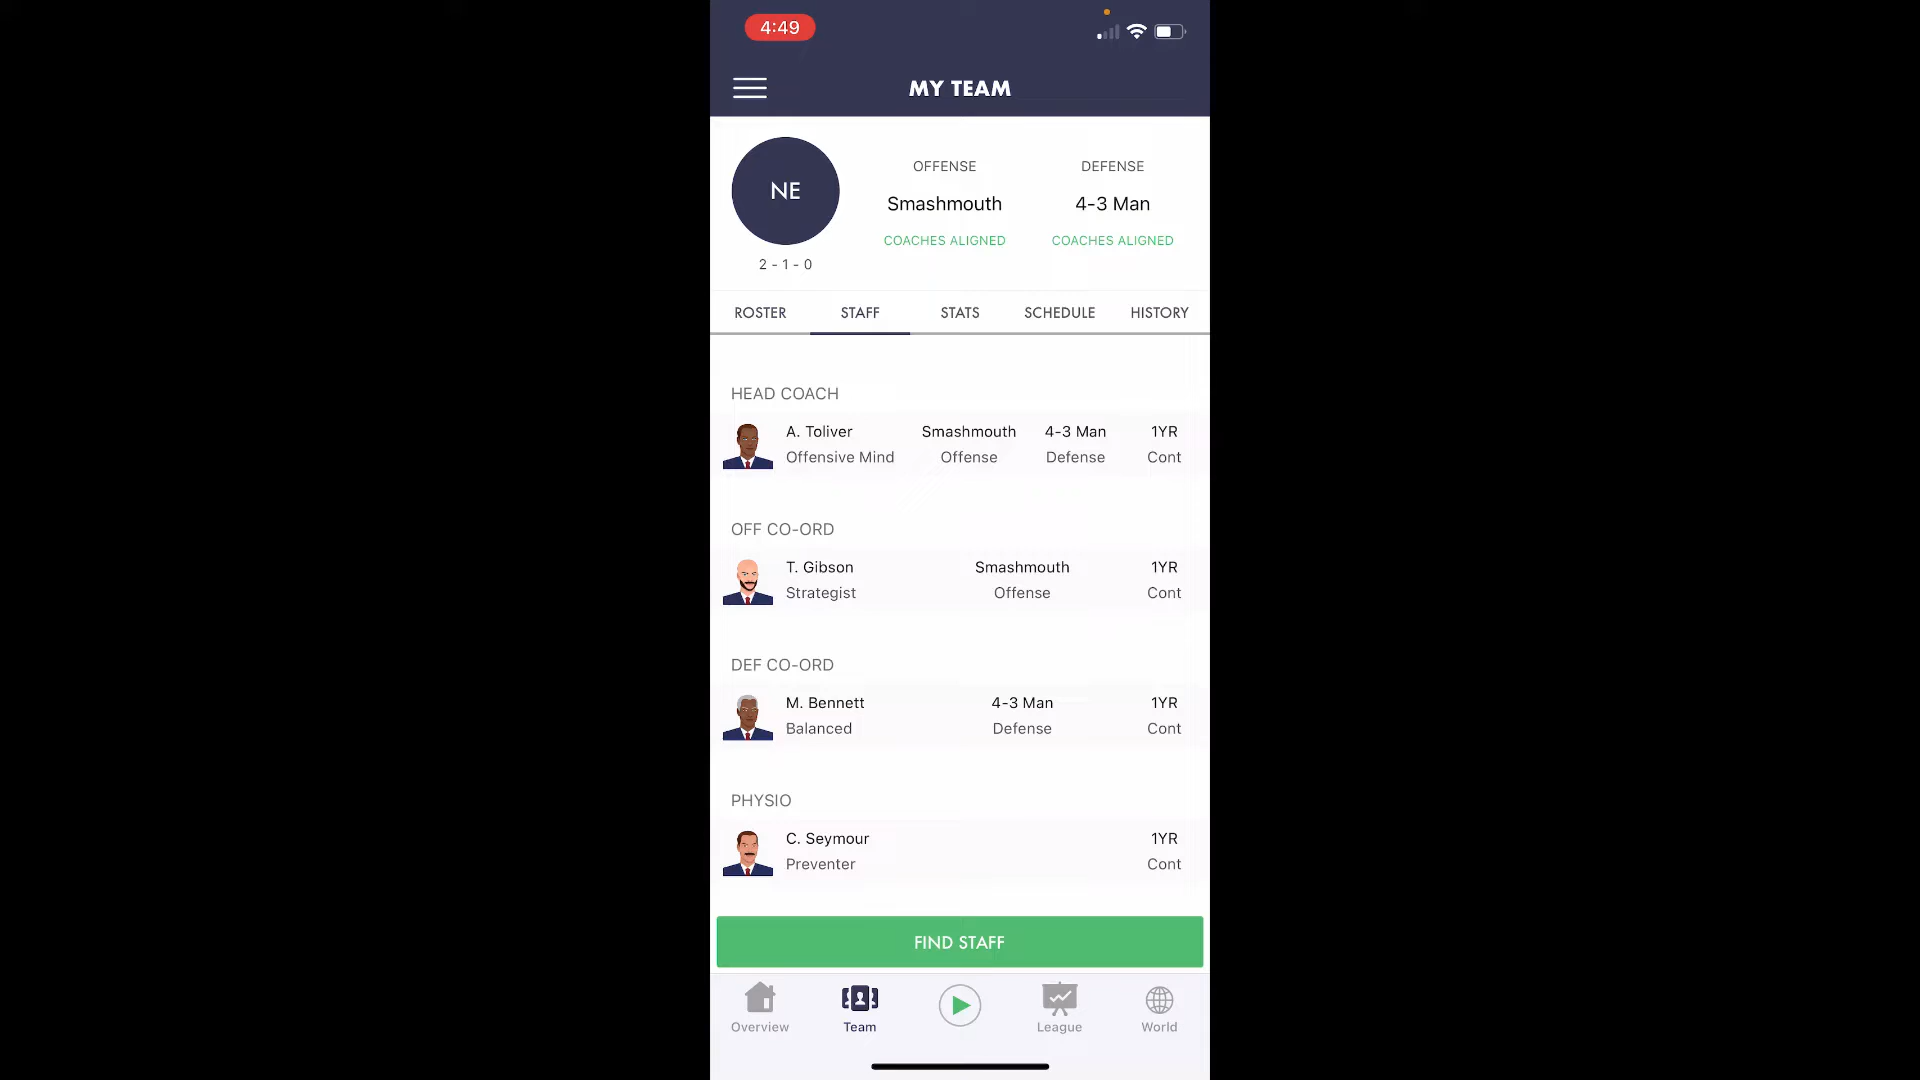 4:49
MY TEAM
NE
2 - 1 - 0
OFFENSE
Smashmouth
COACHES ALIGNED
DEFENSE
4-3 Man
COACHES ALIGNED
ROSTER STAFF STATS SCHEDULE HISTORY
HEAD COACH
A. Toliver Smashmouth 4-3 Man 1YR
Offensive Mind Offense Defense Cont
OFF CO-ORD
T. Gibson Smashmouth 1YR
Strategist Offense Cont
DEF CO-ORD
M. Bennett 4-3 Man 1YR
Balanced Defense Cont
PHYSIO
C. Seymour 1YR
Preventer Cont
FIND STAFF
Overview Team League World